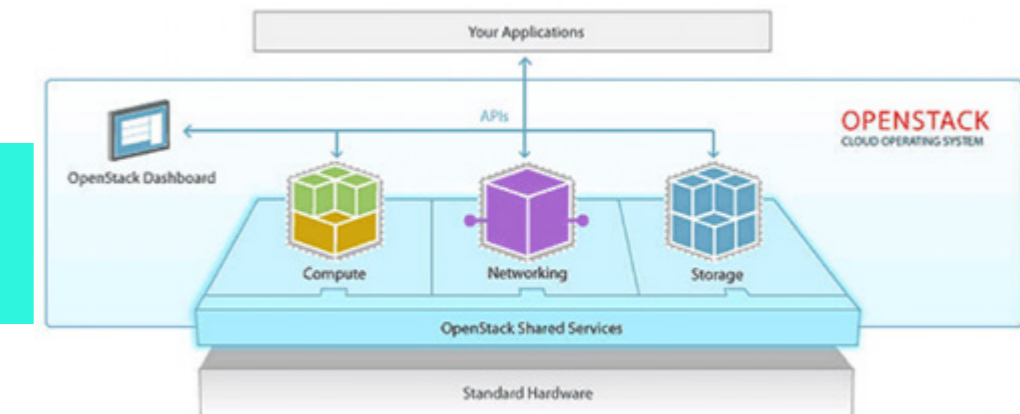 Your Applications
APIs
OPENSTACK
CLOUD OPERATING SYSTEM
OpenStack Dashboard
Compute
Networking
Storage
OpenStack Shared Services
Standard Hardware